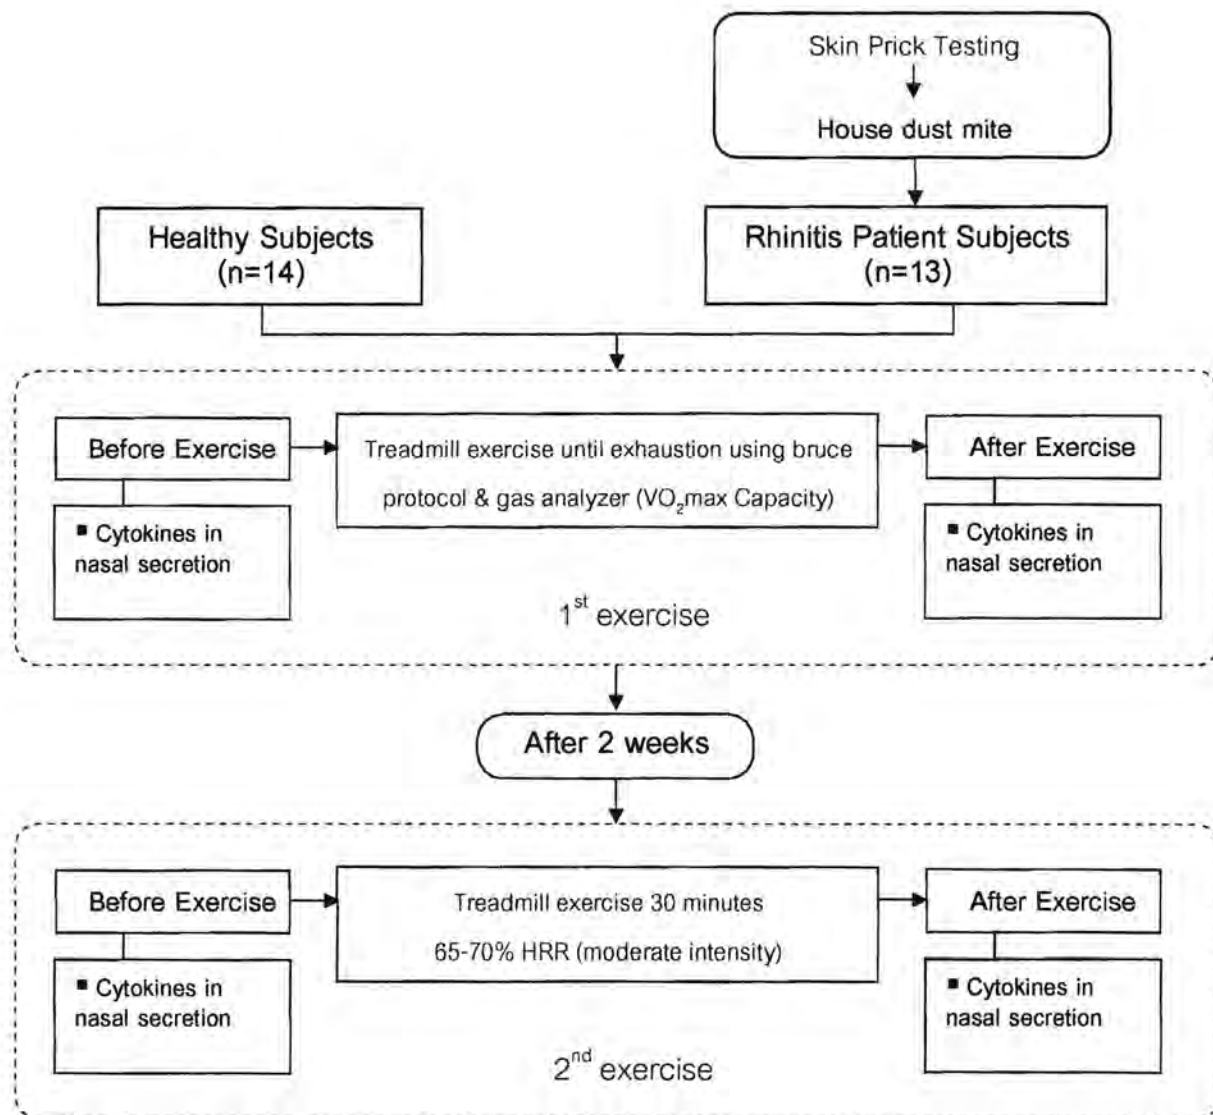 Skin Prick Testing
House dust mite
Healthy Subjects
(n=14)
Rhinitis Patient Subjects
(n=13)
Before Exercise
Treadmill exercise until exhaustion using bruce
protocol & gas analyzer (VO₂max Capacity)
After Exercise
■ Cytokines in
nasal secretion
■ Cytokines in
nasal secretion
1st exercise
After 2 weeks
Before Exercise
Treadmill exercise 30 minutes
65-70% HRR (moderate intensity)
After Exercise
■ Cytokines in
nasal secretion
■ Cytokines in
nasal secretion
2nd exercise